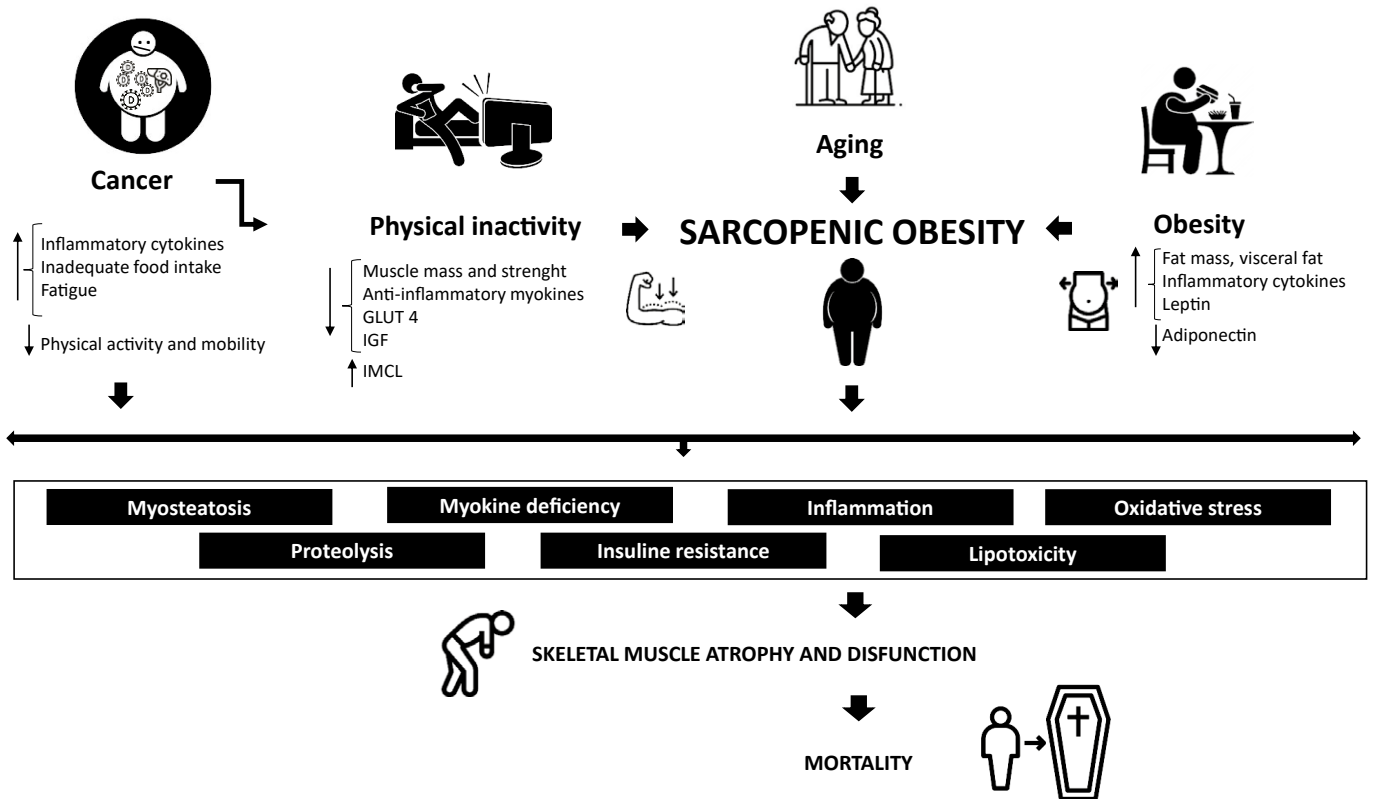 Cancer
Inflammatory cytokines
Inadequate food intake
Fatigue
Physical activity and mobility
Physical inactivity
Muscle mass and strenght
Anti-inflammatory myokines
GLUT 4
IGF
IMCL
Aging
SARCOPENIC OBESITY
Obesity
Fat mass, visceral fat
Inflammatory cytokines
Leptin
Adiponectin
Myosteatosis
Myokine deficiency
Inflammation
Oxidative stress
Proteolysis
Insuline resistance
Lipotoxicity
SKELETAL MUSCLE ATROPHY AND DISFUNCTION
MORTALITY